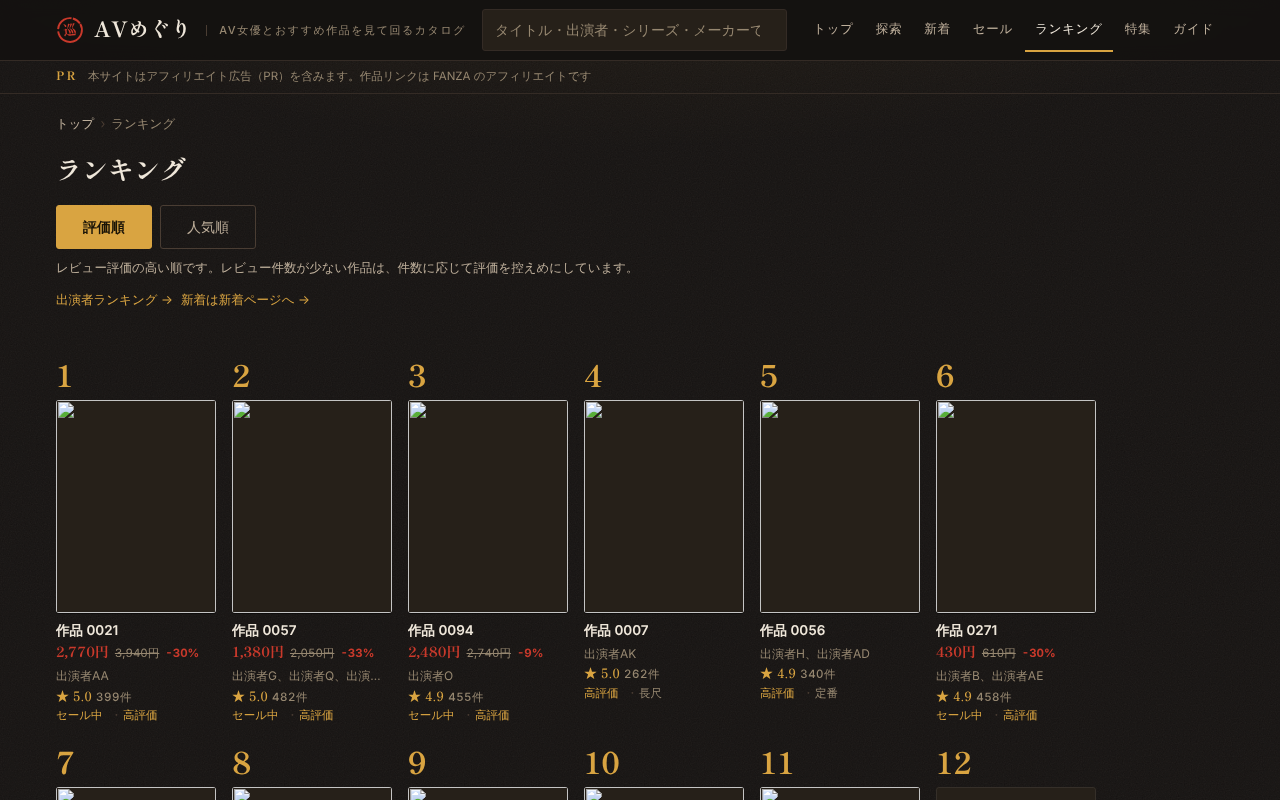 AVめぐり
AV女優とおすすめ作品を見て回るカタログ
タイトル・出演者・シリーズ・メーカーで
トップ 探索 新着 セール ランキング 特集 ガイド
PR 本サイトはアフィリエイト広告（PR）を含みます。作品リンクは FANZA のアフィリエイトです
トップ › ランキング
ランキング
評価順 人気順
レビュー評価の高い順です。レビュー件数が少ない作品は、件数に応じて評価を控えめにしています。
出演者ランキング → 新着は新着ページへ →
1
作品 0021
2,770円 3,940円 -30%
出演者AA
★ 5.0 399件
セール中 · 高評価
2
作品 0057
1,380円 2,050円 -33%
出演者G、出演者Q、出演…
★ 5.0 482件
セール中 · 高評価
3
作品 0094
2,480円 2,740円 -9%
出演者O
★ 4.9 455件
セール中 · 高評価
4
作品 0007
出演者AK
★ 5.0 262件
高評価 · 長尺
5
作品 0056
出演者H、出演者AD
★ 4.9 340件
高評価 · 定番
6
作品 0271
430円 610円 -30%
出演者B、出演者AE
★ 4.9 458件
セール中 · 高評価
7
8
9
10
11
12